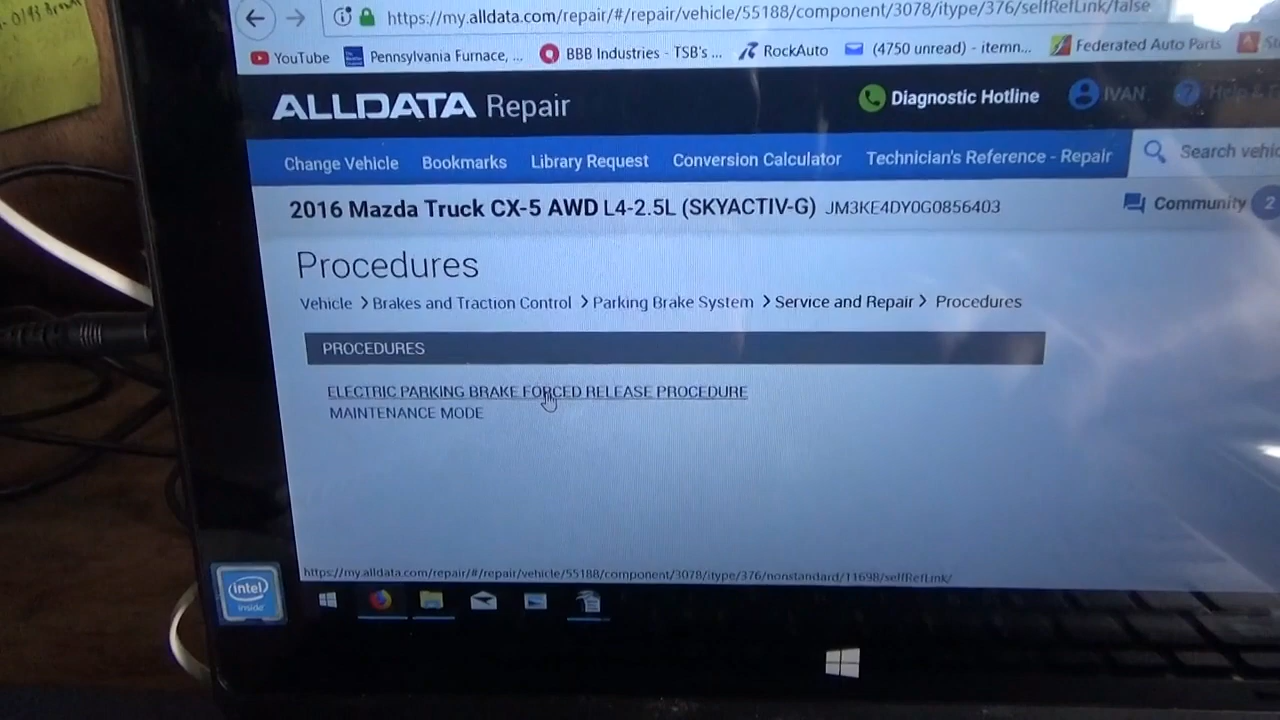 https://my.alldata.com/repair/#/repair/vehicle/55188/component/3078/itype/376/selfRefLink/false
YouTube Pennsylvania Furnace, ... BBB Industries - TSB's ... RockAuto (4750 unread) - itemn... Federated Auto Parts
ALLDATA Repair Diagnostic Hotline IVAN Help &
Change Vehicle Bookmarks Library Request Conversion Calculator Technician's Reference - Repair Search vehic
2016 Mazda Truck CX-5 AWD L4-2.5L (SKYACTIV-G) JM3KE4DY0G0856403 Community 2
Procedures
Vehicle > Brakes and Traction Control > Parking Brake System > Service and Repair > Procedures
PROCEDURES
ELECTRIC PARKING BRAKE FORCED RELEASE PROCEDURE
MAINTENANCE MODE
https://my.alldata.com/repair/#/repair/vehicle/55188/component/3078/itype/376/nonstandard/11698/selfRefLink/
intel
inside